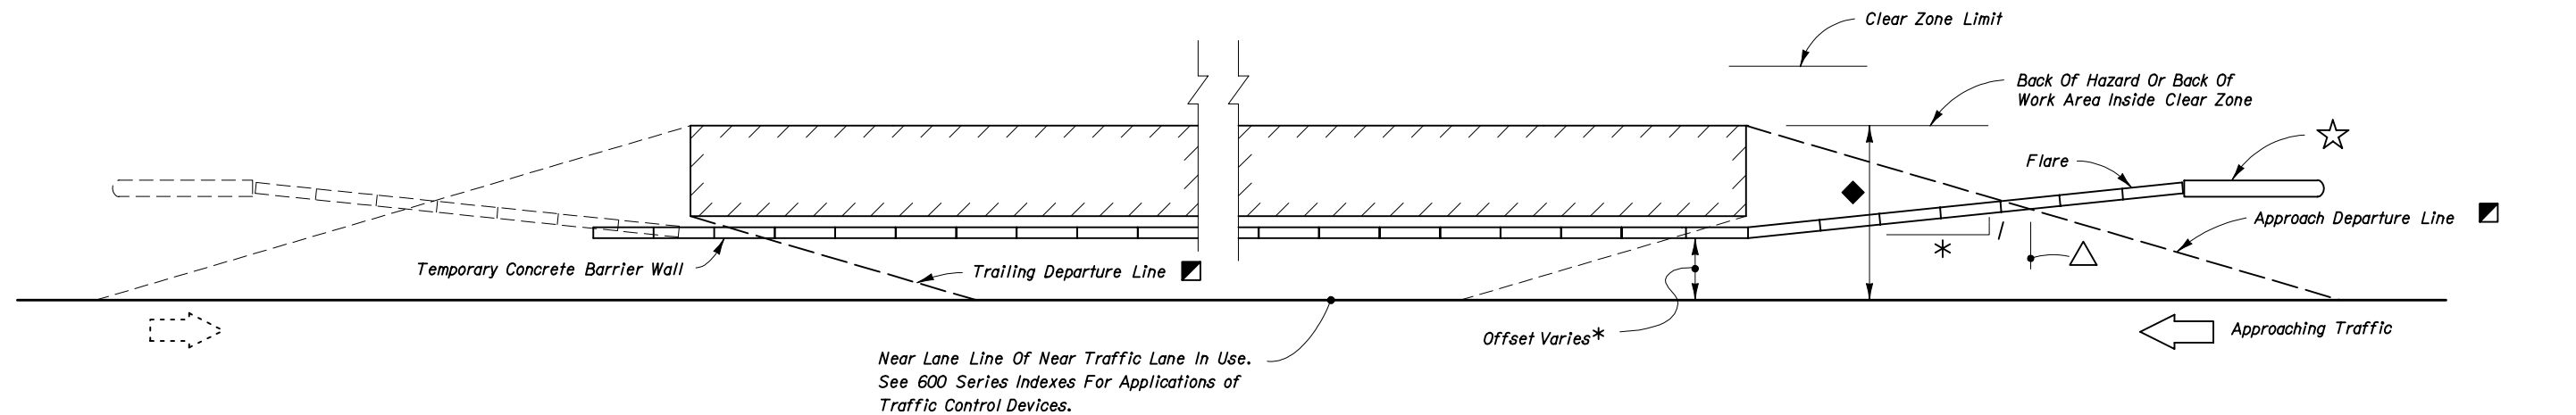 Clear Zone Limit
Back Of Hazard Or Back Of
Work Area Inside Clear Zone
Flare
Approach Departure Line
*
1
Temporary Concrete Barrier Wall
Trailing Departure Line
Offset Varies*
Approaching Traffic
Near Lane Line Of Near Traffic Lane In Use.
See 600 Series Indexes For Applications of
Traffic Control Devices.